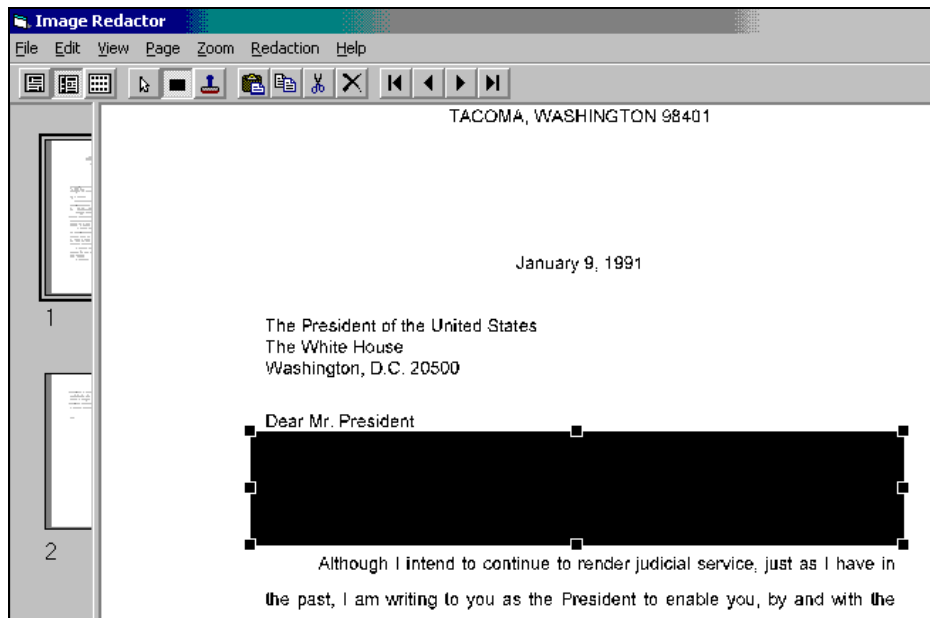 Image Redactor
File Edit View Page Zoom Redaction Help
TACOMA, WASHINGTON 98401
January 9, 1991
1
The President of the United States
The White House
Washington, D.C. 20500
Dear Mr. President
2
Although I intend to continue to render judicial service, just as I have in
the past, I am writing to you as the President to enable you, by and with the